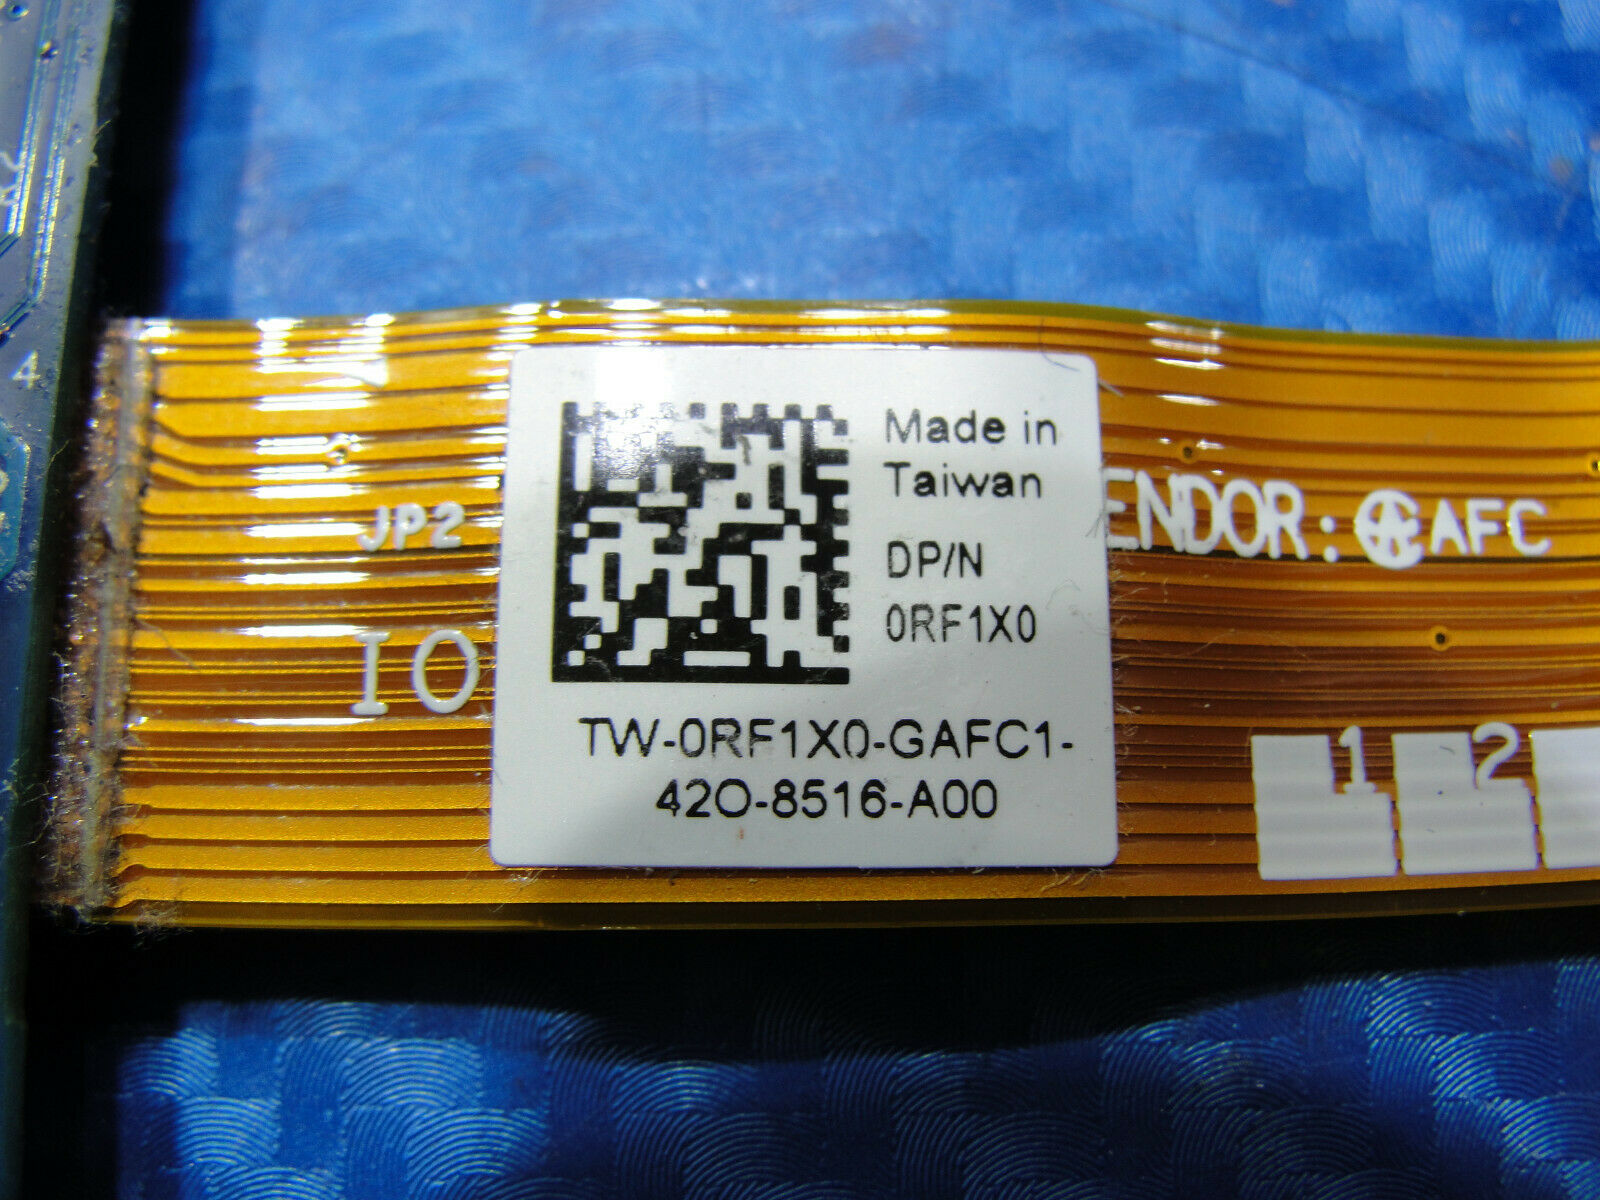 Made in
Taiwan
DP/N
0RF1X0
TW-0RF1X0-GAFC1-
42O-8516-A00
JP2
IO
ENDOR: AFC
1 2
4